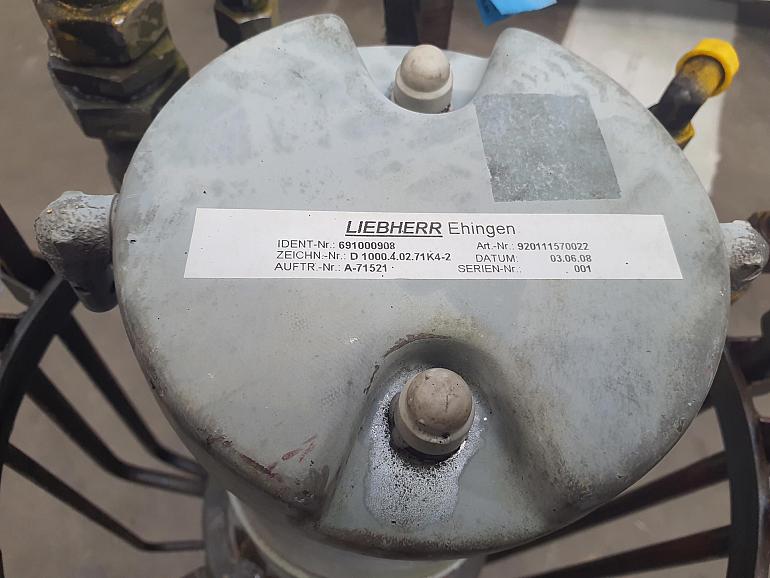 LIEBHERR Ehingen
IDENT-Nr.: 691000908 Art.-Nr.: 920111570022
ZEICHN.-Nr.: D 1000.4.02.71K4-2 DATUM: 03.06.08
AUFTR.-Nr.: A-71521 SERIEN-Nr.: 001